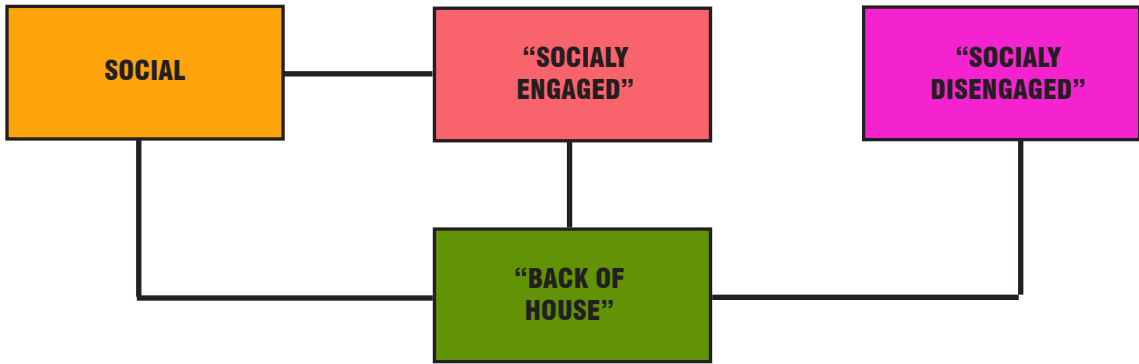 SOCIAL
“SOCIALY
ENGAGED”
“SOCIALY
DISENGAGED”
“BACK OF
HOUSE”